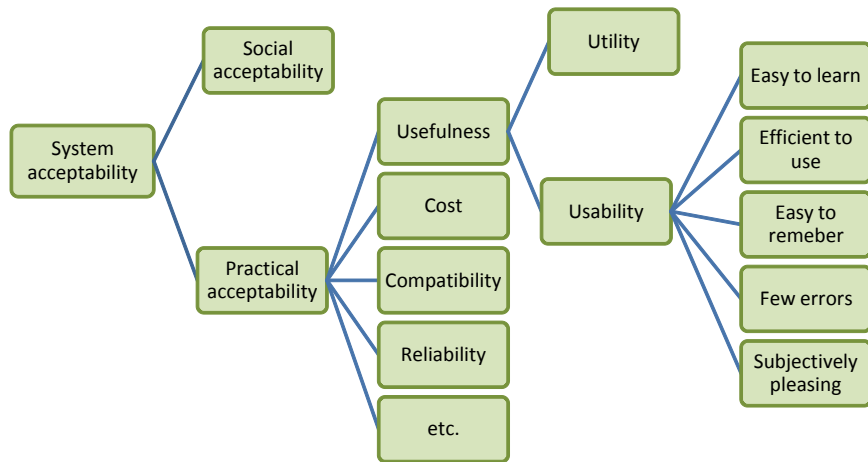 System
acceptability
Social
acceptability
Practical
acceptability
Usefulness
Cost
Compatibility
Reliability
etc.
Utility
Usability
Easy to learn
Efficient to
use
Easy to
remeber
Few errors
Subjectively
pleasing